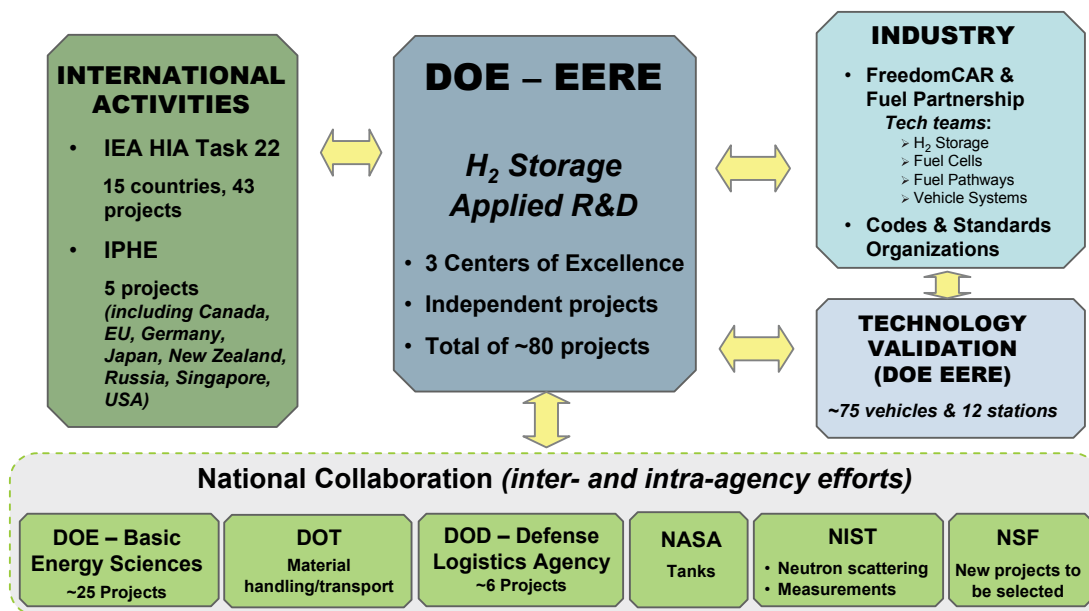 INTERNATIONAL
ACTIVITIES
• IEA HIA Task 22
15 countries, 43
projects
• IPHE
5 projects
(including Canada,
EU, Germany,
Japan, New Zealand,
Russia, Singapore,
USA)
DOE – EERE
H₂ Storage
Applied R&D
• 3 Centers of Excellence
• Independent projects
• Total of ~80 projects
INDUSTRY
• FreedomCAR &
Fuel Partnership
Tech teams:
➢ H₂ Storage
➢ Fuel Cells
➢ Fuel Pathways
➢ Vehicle Systems
• Codes & Standards
Organizations
TECHNOLOGY
VALIDATION
(DOE EERE)
~75 vehicles & 12 stations
National Collaboration (inter- and intra-agency efforts)
DOE – Basic
Energy Sciences
~25 Projects
DOT
Material
handling/transport
DOD – Defense
Logistics Agency
~6 Projects
NASA
Tanks
NIST
• Neutron scattering
• Measurements
NSF
New projects to
be selected